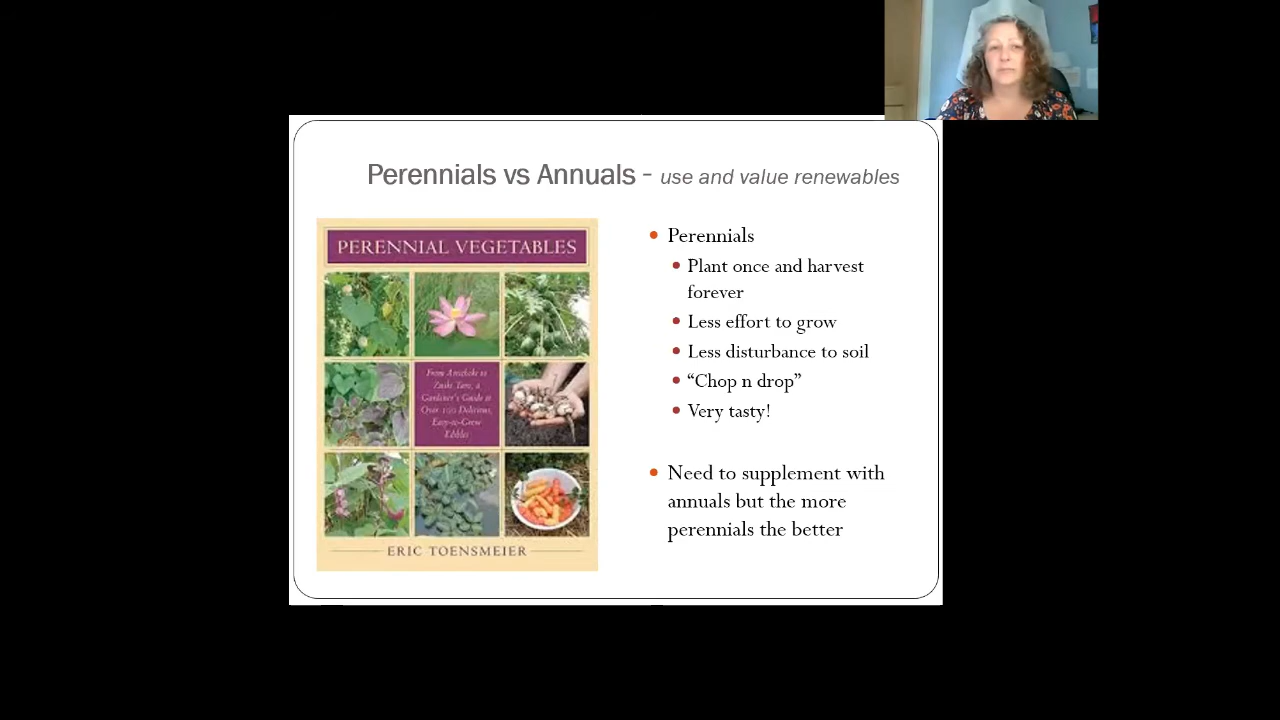 Perennials vs Annuals - use and value renewables
PERENNIAL VEGETABLES
From Artichoke to
Zuiki Taro, a
Gardener's Guide to
Over 100 Delicious,
Easy-to-Grow
Edibles
ERIC TOENSMEIER
Perennials
Plant once and harvest
forever
Less effort to grow
Less disturbance to soil
“Chop n drop”
Very tasty!
Need to supplement with
annuals but the more
perennials the better